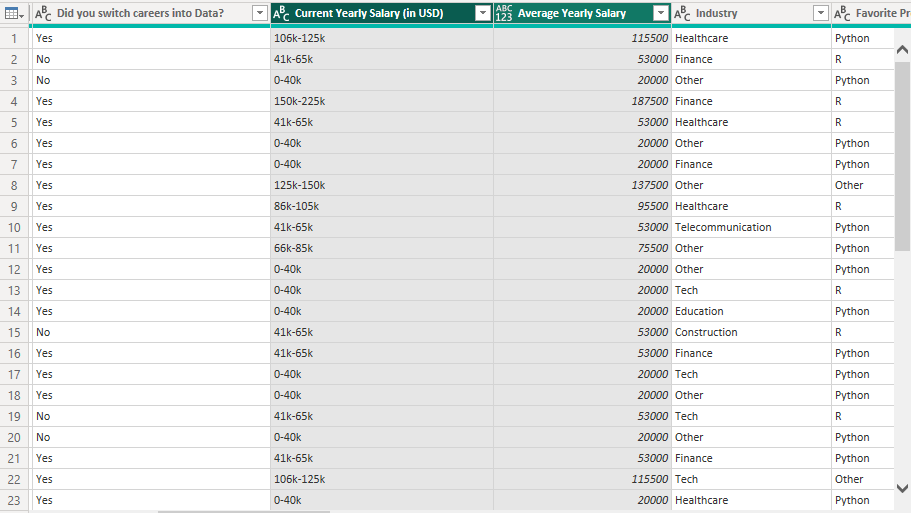 ABC Did you switch careers into Data? ABC Current Yearly Salary (in USD) ABC 123 Average Yearly Salary ABC Industry ABC Favorite Pr
1 Yes 106k-125k 115500 Healthcare Python
2 No 41k-65k 53000 Finance R
3 No 0-40k 20000 Other Python
4 Yes 150k-225k 187500 Finance R
5 Yes 41k-65k 53000 Healthcare R
6 Yes 0-40k 20000 Other Python
7 Yes 0-40k 20000 Finance Python
8 Yes 125k-150k 137500 Other Other
9 Yes 86k-105k 95500 Healthcare R
10 Yes 41k-65k 53000 Telecommunication Python
11 Yes 66k-85k 75500 Other Python
12 Yes 0-40k 20000 Other Python
13 Yes 0-40k 20000 Tech R
14 Yes 0-40k 20000 Education Python
15 No 41k-65k 53000 Construction R
16 Yes 41k-65k 53000 Finance Python
17 Yes 0-40k 20000 Tech Python
18 Yes 0-40k 20000 Other Python
19 No 41k-65k 53000 Tech R
20 No 0-40k 20000 Other Python
21 Yes 41k-65k 53000 Finance Python
22 Yes 106k-125k 115500 Tech Other
23 Yes 0-40k 20000 Healthcare Python